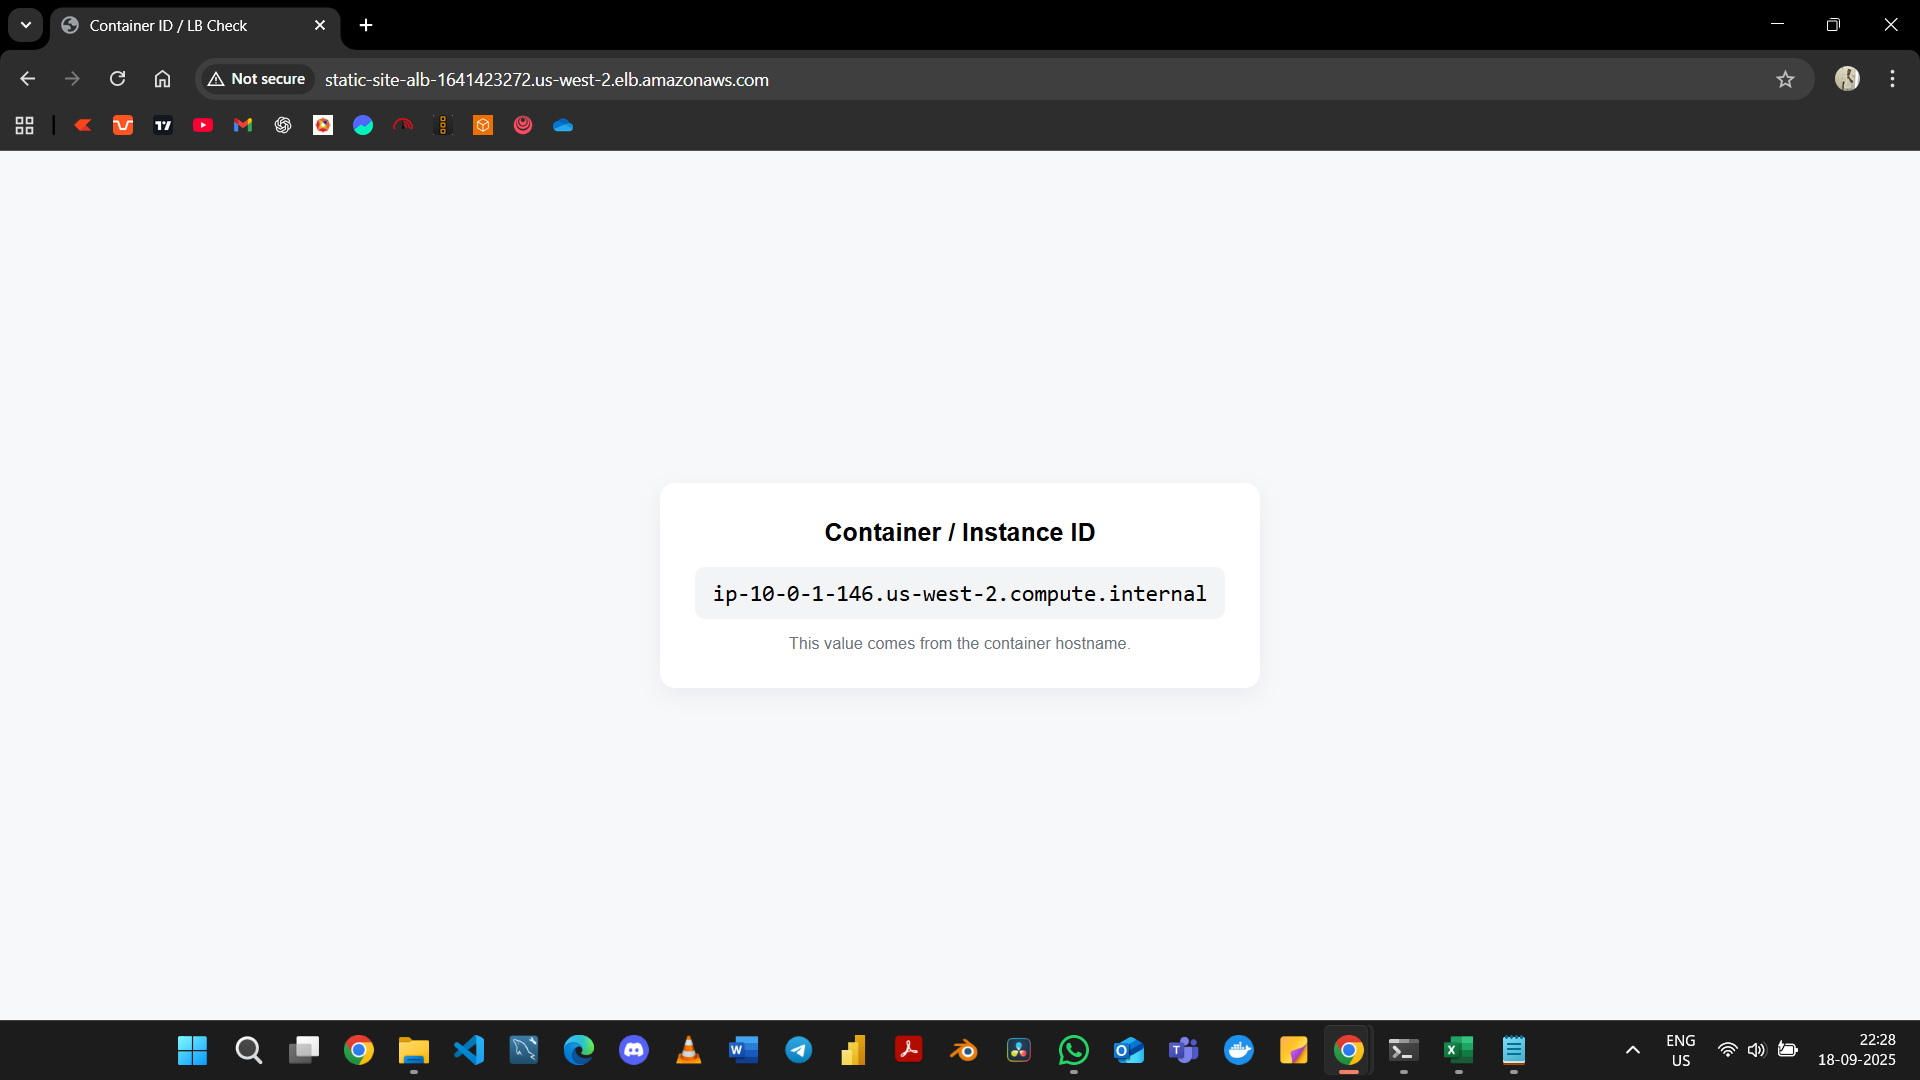 Container ID / LB Check
Not secure
static-site-alb-1641423272.us-west-2.elb.amazonaws.com
Container / Instance ID
ip-10-0-1-146.us-west-2.compute.internal
This value comes from the container hostname.
ENG
US
22:28
18-09-2025